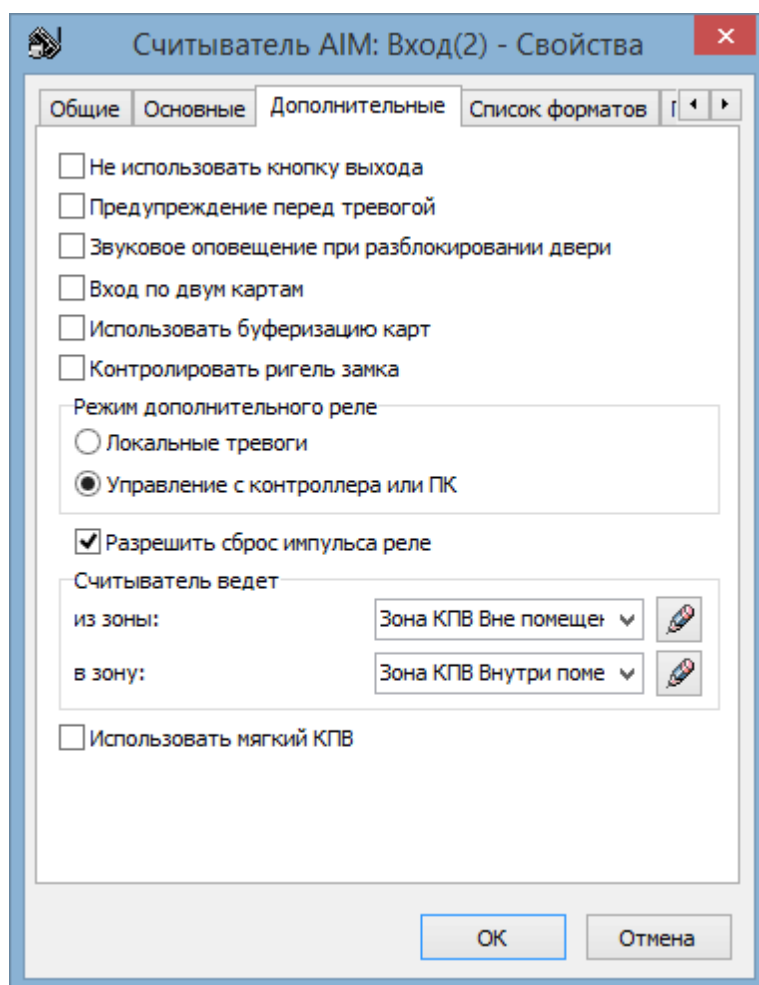 Считыватель AIM: Вход(2) - Свойства
Общие Основные Дополнительные Список форматов
Не использовать кнопку выхода
Предупреждение перед тревогой
Звуковое оповещение при разблокировании двери
Вход по двум картам
Использовать буферизацию карт
Контролировать ригель замка
Режим дополнительного реле
Локальные тревоги
Управление с контроллера или ПК
Разрешить сброс импульса реле
Считыватель ведет
из зоны: Зона КПВ Вне помещен
в зону: Зона КПВ Внутри поме
Использовать мягкий КПВ
ОК Отмена